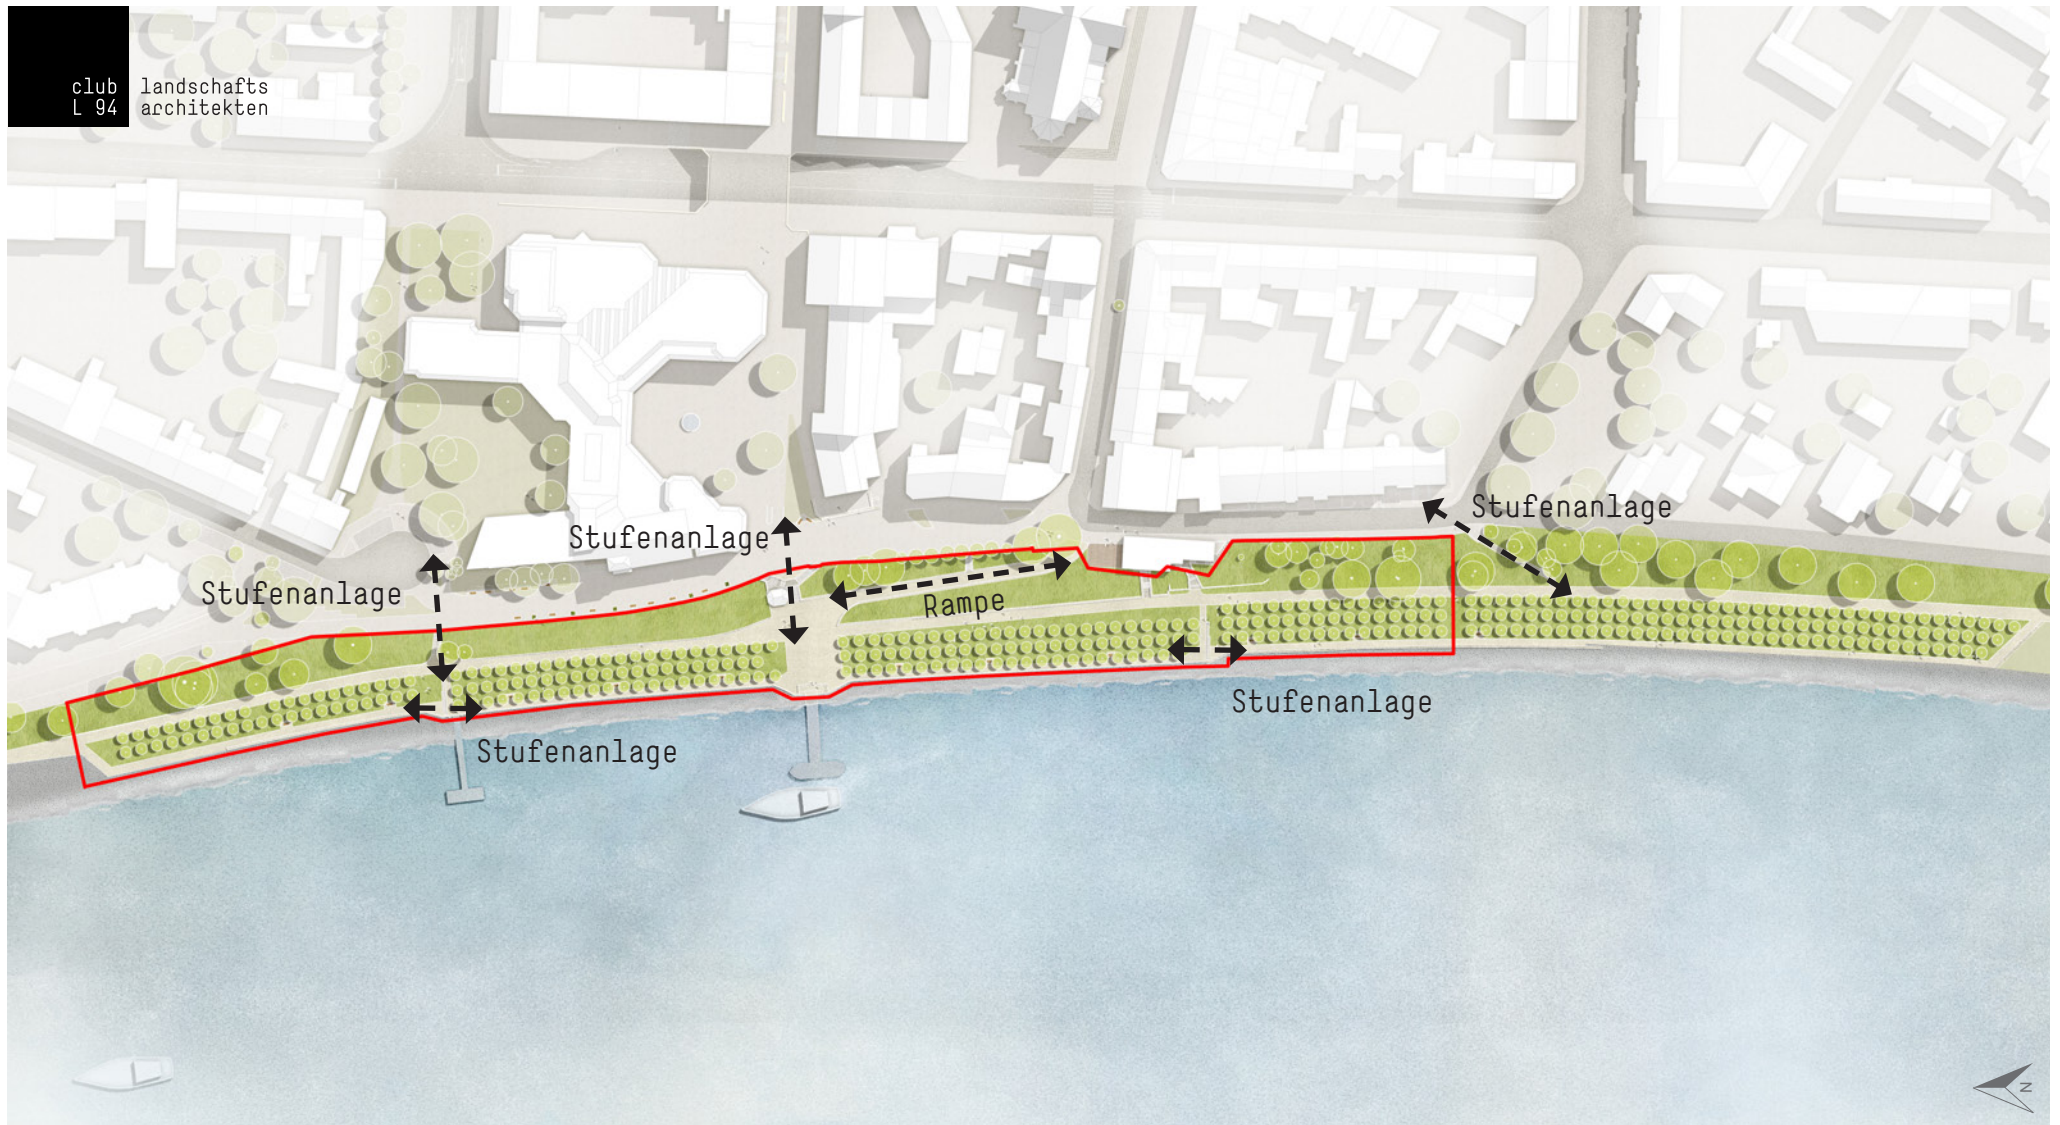 club
L 94
landschafts
architekten
Stufenanlage
Stufenanlage
Stufenanlage
Rampe
Stufenanlage
Stufenanlage
Stufenanlage
N